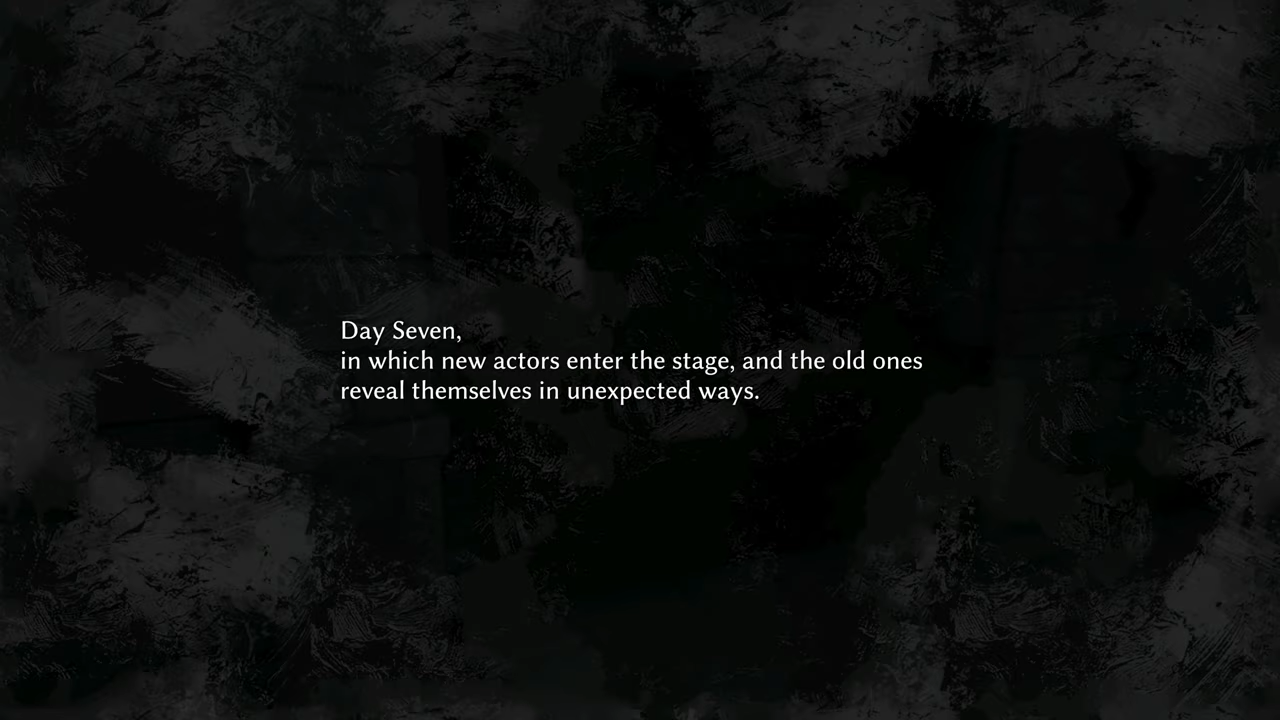 Day Seven,
in which new actors enter the stage, and the old ones
reveal themselves in unexpected ways.